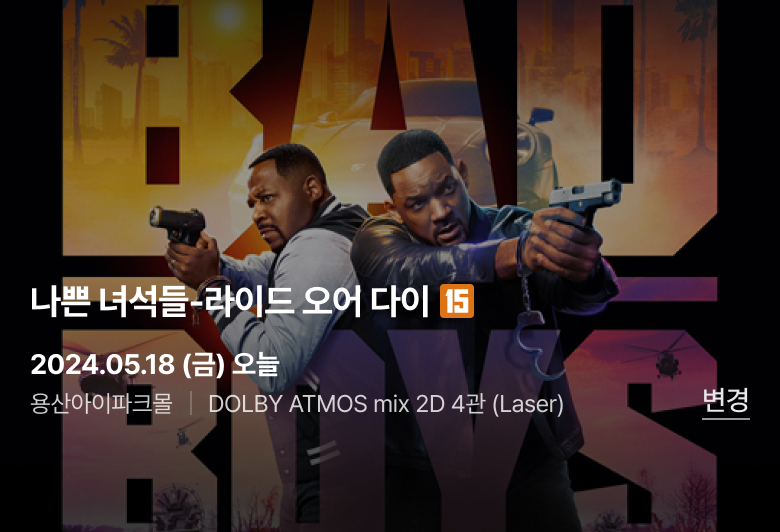 BAD
나쁜 녀석들-라이드 오어 다이 15
2024.05.18 (금) 오늘
용산아이파크몰 | DOLBY ATMOS mix 2D 4관 (Laser)
변경
BOYS